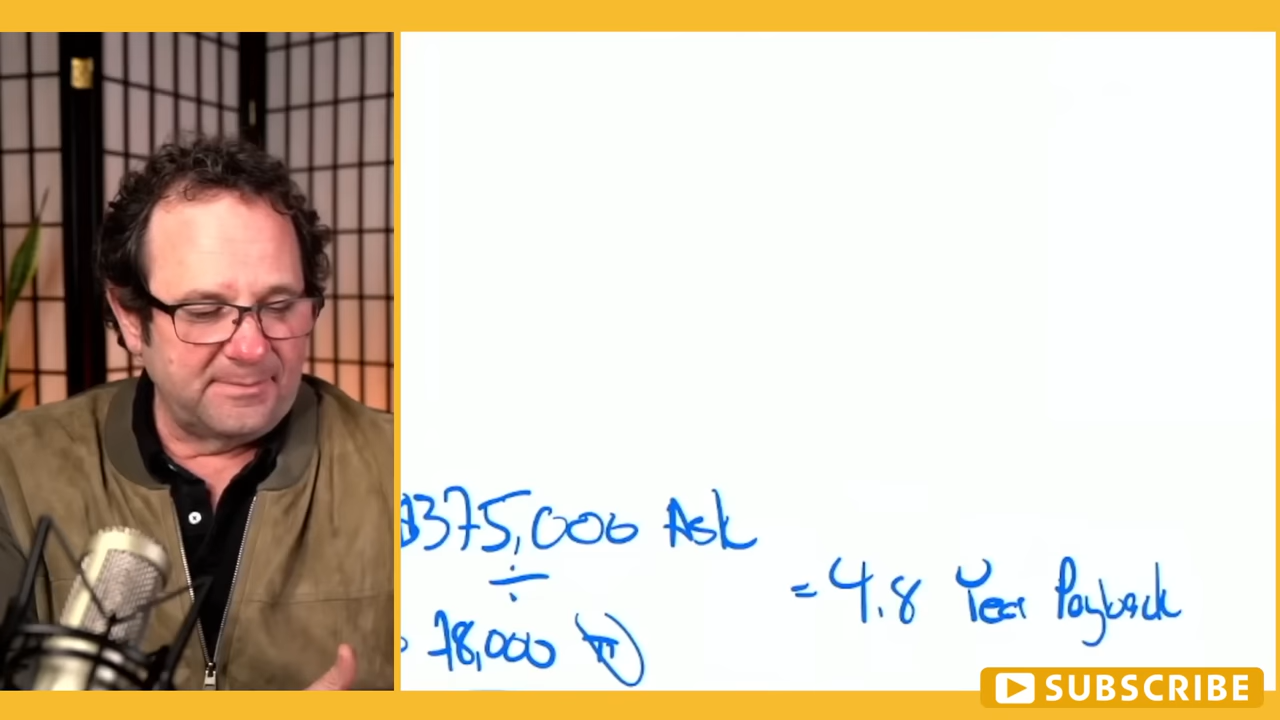 $375,000 Ask
÷
78,000
= 4.8 Year Payback
SUBSCRIBE